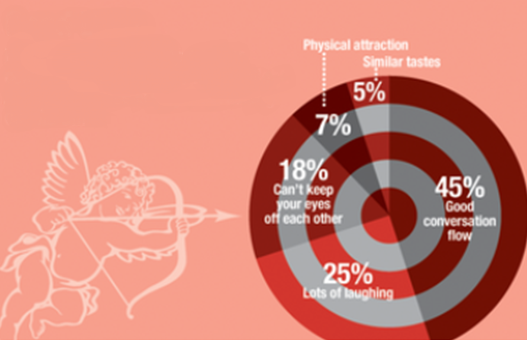 Physical attraction
Similar tastes
5%
7%
18%
Can't keep
your eyes
off each other
45%
Good
conversation
flow
25%
Lots of laughing